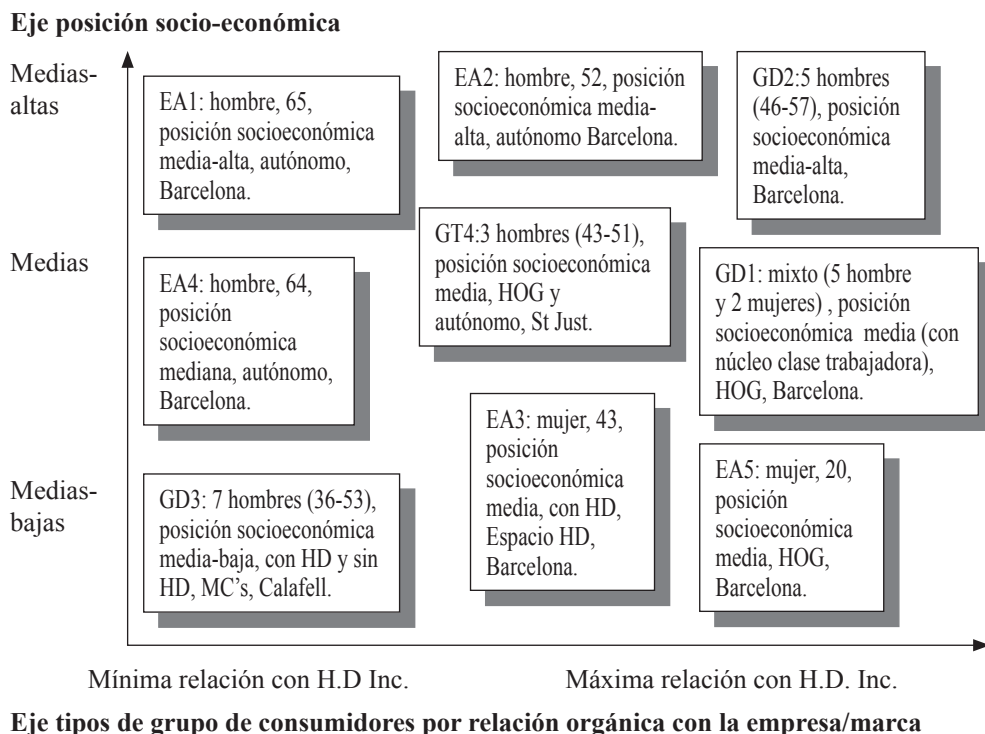 Eje posición socio-económica
Medias-
altas
EA1: hombre, 65,
posición socioeconómica
media-alta, autónomo,
Barcelona.
EA2: hombre, 52, posición
socioeconómica media-
alta, autónomo Barcelona.
GD2:5 hombres
(46-57), posición
socioeconómica
media-alta,
Barcelona.
Medias
EA4: hombre, 64,
posición
socioeconómica
mediana, autónomo,
Barcelona.
GT4:3 hombres (43-51),
posición socioeconómica
media, HOG y
autónomo, St Just.
GD1: mixto (5 hombre
y 2 mujeres) , posición
socioeconómica media (con
núcleo clase trabajadora),
HOG, Barcelona.
Medias-
bajas
GD3: 7 hombres (36-53),
posición socioeconómica
media-baja, con HD y sin
HD, MC’s, Calafell.
EA3: mujer, 43,
posición
socioeconómica
media, con HD,
Espacio HD,
Barcelona.
EA5: mujer, 20,
posición
socioeconómica
media, HOG,
Barcelona.
Mínima relación con H.D Inc.
Máxima relación con H.D. Inc.
Eje tipos de grupo de consumidores por relación orgánica con la empresa/marca